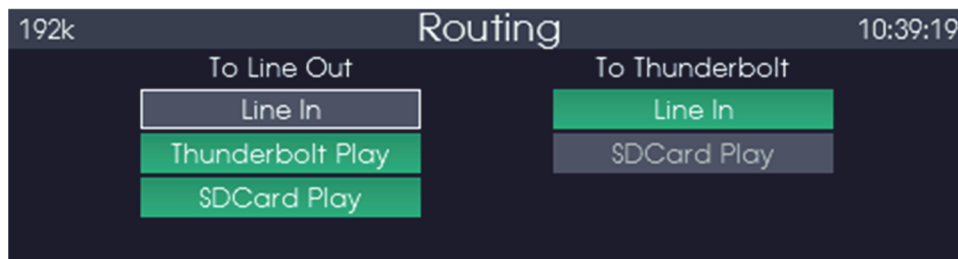 192k Routing 10:39:19
To Line Out To Thunderbolt
Line In Line In
Thunderbolt Play SDCard Play
SDCard Play